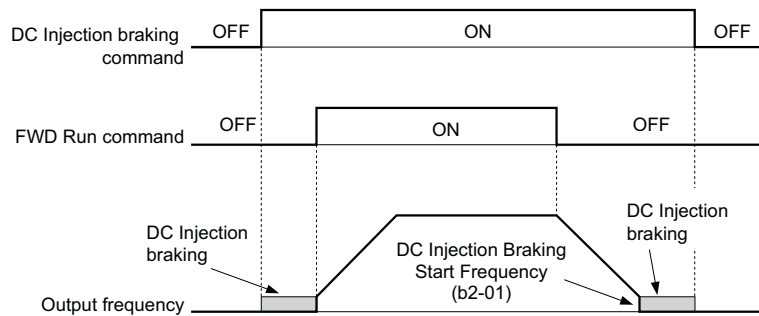 DC Injection braking
command
OFF
ON
OFF
FWD Run command
OFF
ON
OFF
DC Injection
braking
DC Injection Braking
Start Frequency
(b2-01)
DC Injection
braking
Output frequency